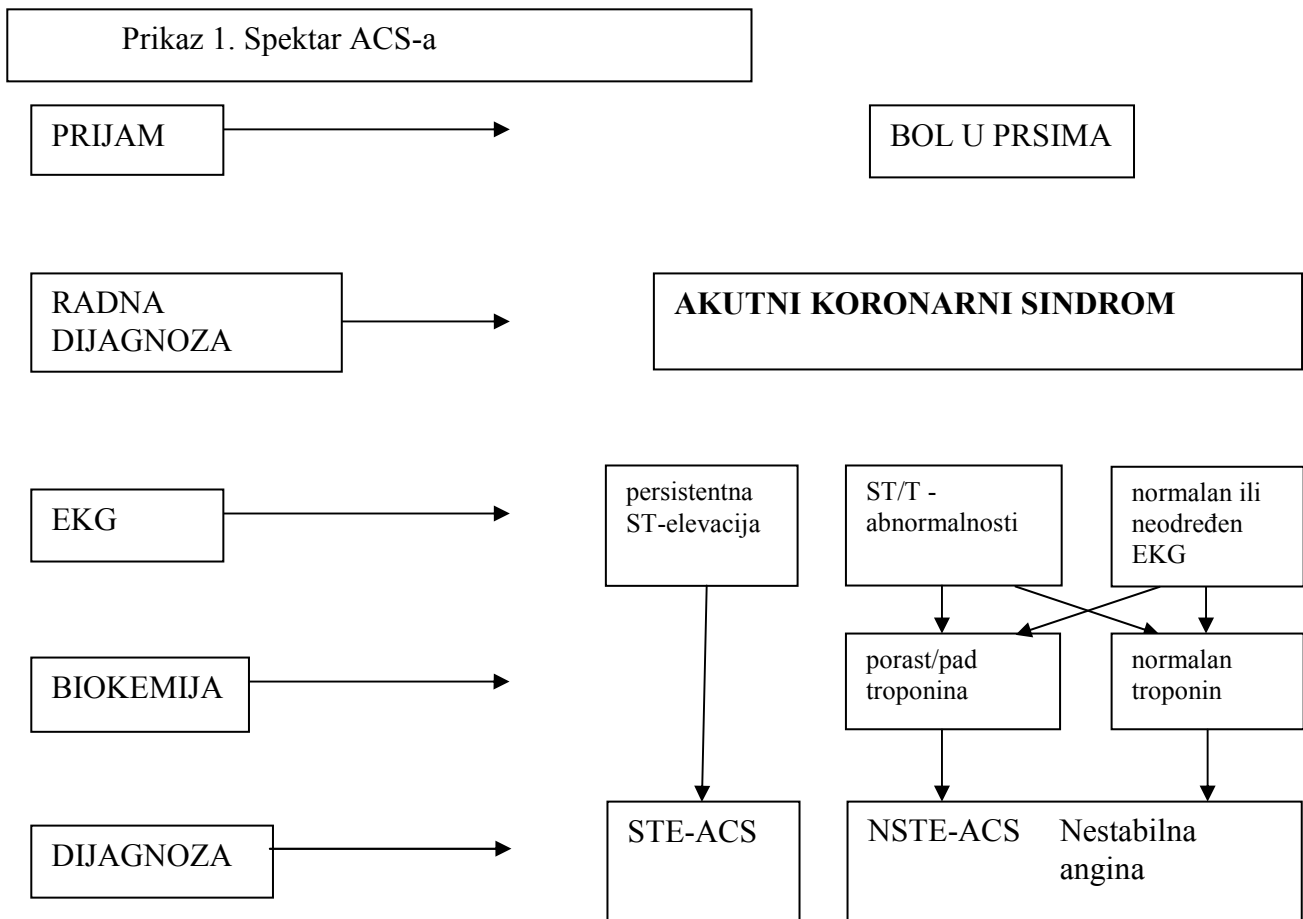 Prikaz 1. Spektar ACS-a
PRIJAM
BOL U PRSIMA
RADNA
DIJAGNOZA
AKUTNI KORONARNI SINDROM
EKG
persistentna
ST-elevacija
ST/T -
abnormalnosti
normalan ili
neodređen
EKG
BIOKEMIJA
porast/pad
troponina
normalan
troponin
DIJAGNOZA
STE-ACS
NSTE-ACS Nestabilna
angina